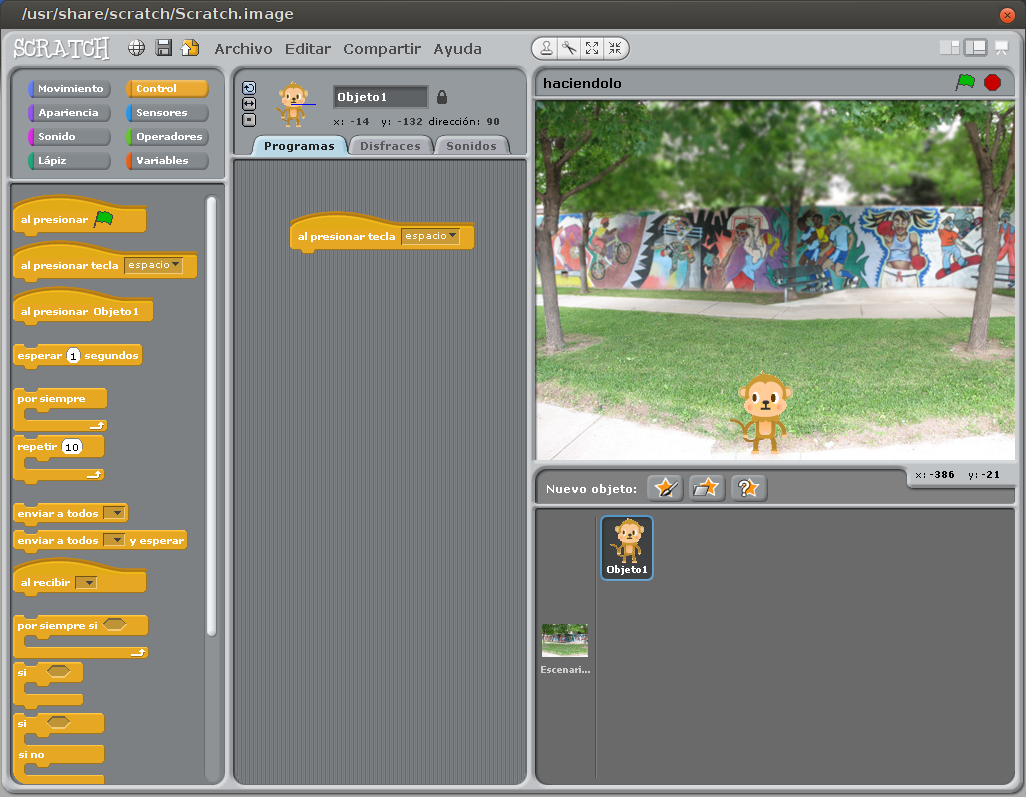 /usr/share/scratch/Scratch.image
SCRATCH Archivo Editar Compartir Ayuda
Movimiento Control
Apariencia Sensores
Sonido Operadores
Lápiz Variables
al presionar
al presionar tecla espacio
al presionar Objeto1
esperar 1 segundos
por siempre
repetir 10
enviar a todos
enviar a todos y esperar
al recibir
por siempre si
si
si
si no
Objeto1
x: -14 y: -132 dirección: 90
Programas Disfraces Sonidos
al presionar tecla espacio
haciendolo
x: -386 y: -21
Nuevo objeto:
Objeto1
Escenari...